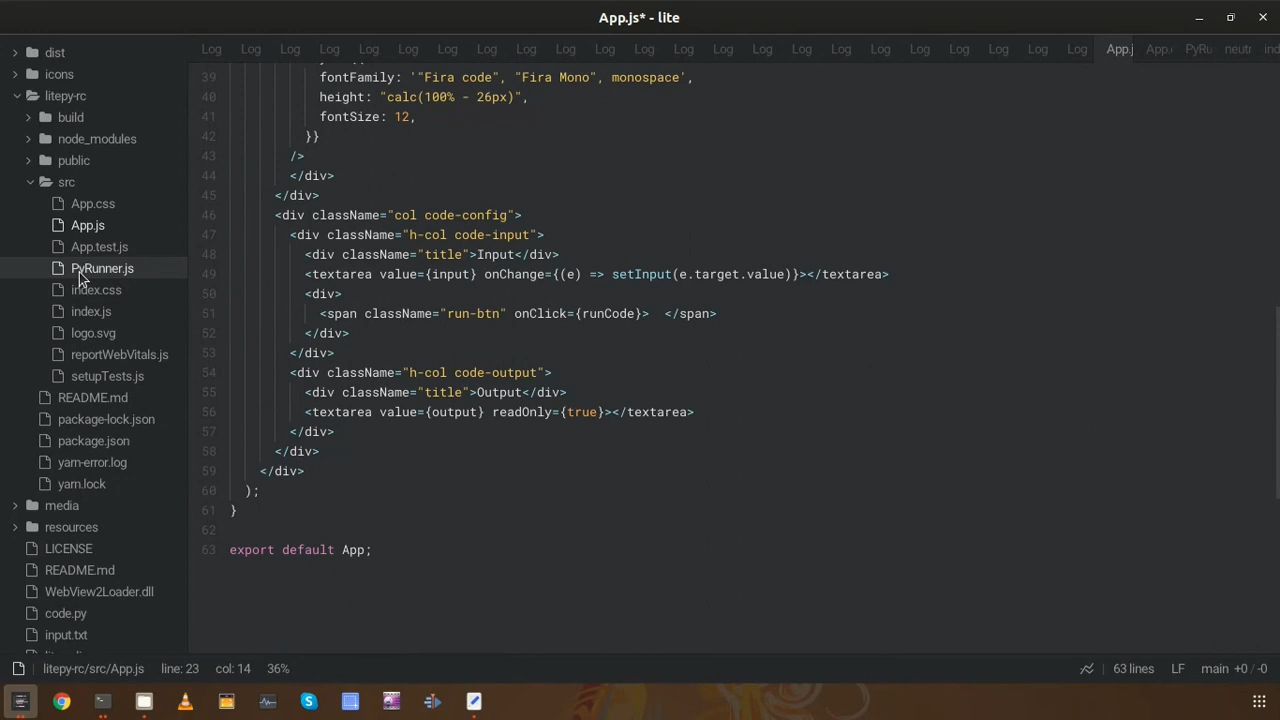 App.js* - lite
dist
icons
litepy-rc
build
node_modules
public
src
App.css
App.js
App.test.js
PyRunner.js
index.css
index.js
logo.svg
reportWebVitals.js
setupTests.js
README.md
package-lock.json
package.json
yarn-error.log
yarn.lock
media
resources
LICENSE
README.md
WebView2Loader.dll
code.py
input.txt
Log Log Log Log Log Log Log Log Log Log Log Log Log Log Log Log Log Log Log Log Log Log Log App.j App. PyRu neutr ind
39 fontFamily: '"Fira code", "Fira Mono", monospace',
40 height: "calc(100% - 26px)",
41 fontSize: 12,
42 }}
43 />
44 </div>
45 </div>
46 <div className="col code-config">
47 <div className="h-col code-input">
48 <div className="title">Input</div>
49 <textarea value={input} onChange={(e) => setInput(e.target.value)}></textarea>
50 <div>
51 <span className="run-btn" onClick={runCode}>  </span>
52 </div>
53 </div>
54 <div className="h-col code-output">
55 <div className="title">Output</div>
56 <textarea value={output} readOnly={true}></textarea>
57 </div>
58 </div>
59 </div>
60 );
61 }
62
63 export default App;
litepy-rc/src/App.js line: 23 col: 14 36% 63 lines LF main +0/-0